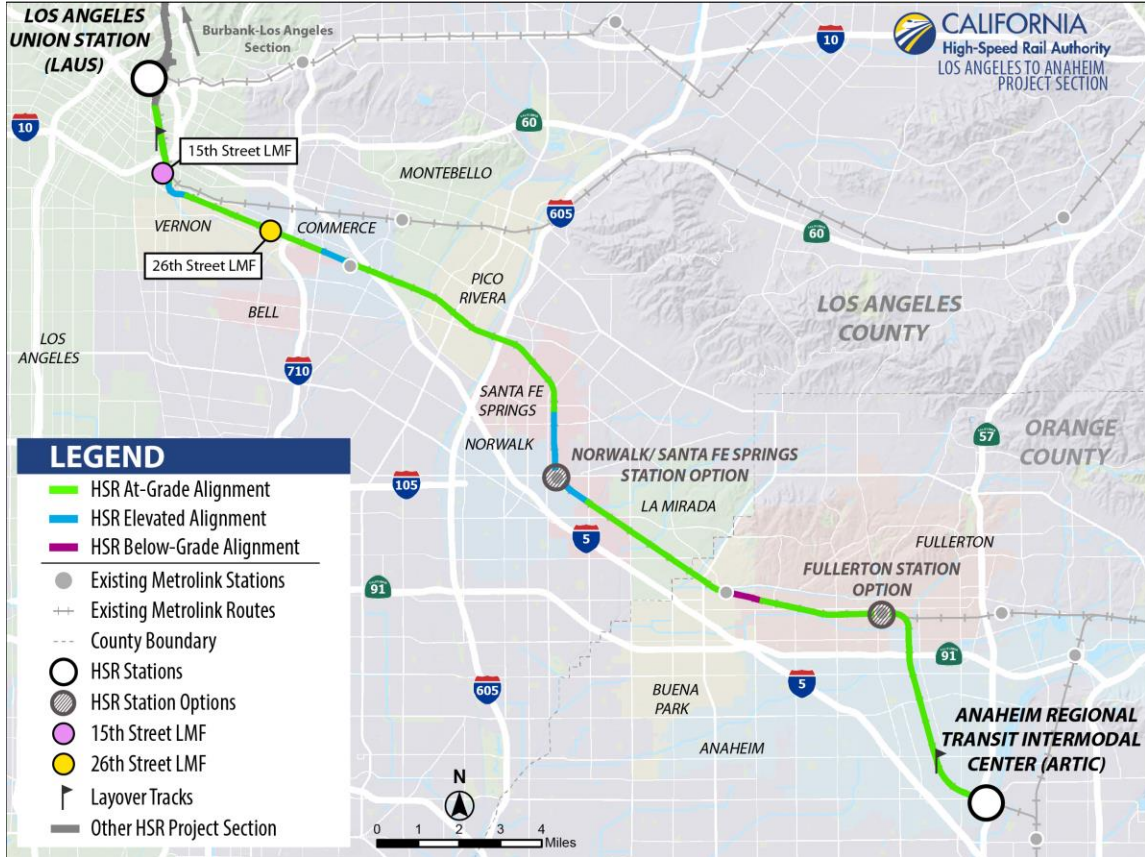 LOS ANGELES
UNION STATION
(LAUS)
Burbank-Los Angeles
Section
CALIFORNIA
High-Speed Rail Authority
LOS ANGELES TO ANAHEIM
PROJECT SECTION
10
10
60
15th Street LMF
MONTEBELLO
605
60
VERNON
COMMERCE
26th Street LMF
PICO
RIVERA
BELL
LOS
ANGELES
LOS ANGELES
COUNTY
710
SANTA FE
SPRINGS
NORWALK
57
ORANGE
COUNTY
NORWALK/ SANTA FE SPRINGS
STATION OPTION
105
LA MIRADA
5
FULLERTON
FULLERTON STATION
OPTION
91
91
605
5
BUENA
PARK
ANAHEIM
ANAHEIM REGIONAL
TRANSIT INTERMODAL
CENTER (ARTIC)
LEGEND
HSR At-Grade Alignment
HSR Elevated Alignment
HSR Below-Grade Alignment
Existing Metrolink Stations
Existing Metrolink Routes
County Boundary
HSR Stations
HSR Station Options
15th Street LMF
26th Street LMF
Layover Tracks
Other HSR Project Section
N
0 1 2 3 4
Miles